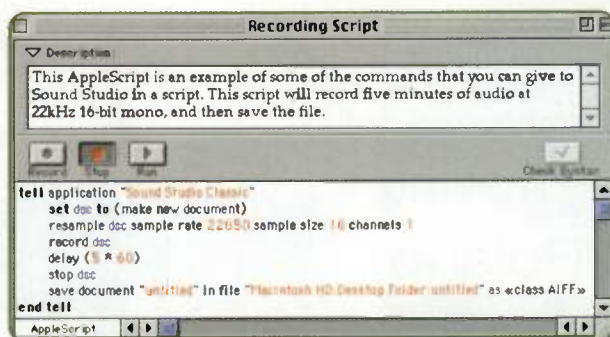 Recording Script
Description
This AppleScript is an example of some of the commands that you can give to
Sound Studio in a script. This script will record five minutes of audio at
22kHz 16-bit mono, and then save the file.
Record Stop Run Check Syntax
tell application "Sound Studio Classic"
set doc to (make new document)
resample doc sample rate 22050 sample size 16 channels 1
record doc
delay (5 * 60)
stop doc
save document "untitled" in file "Macintosh HD:Desktop Folder:untitled" as «class AIFF»
end tell
AppleScript